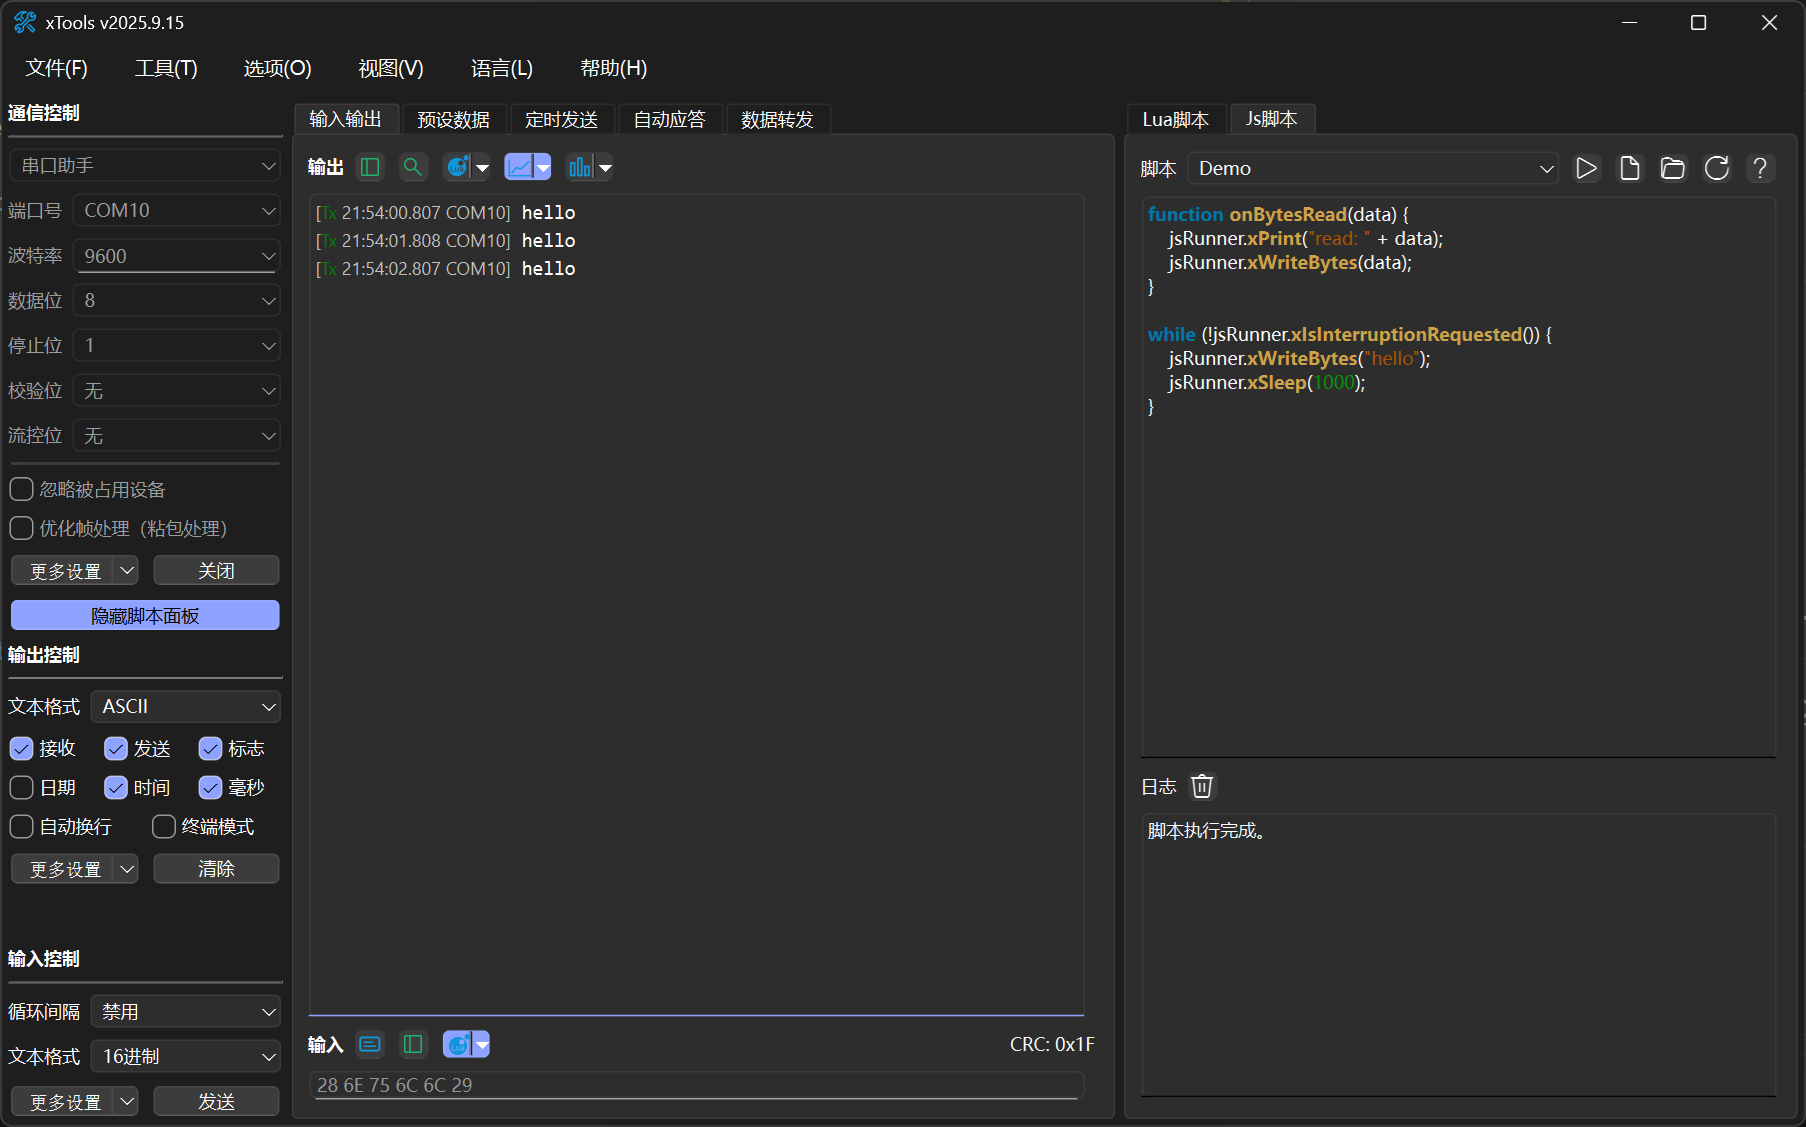 xTools v2025.9.15
文件(F) 工具(T) 选项(O) 视图(V) 语言(L) 帮助(H)
通信控制
串口助手
端口号 COM10
波特率 9600
数据位 8
停止位 1
校验位 无
流控位 无
忽略被占用设备
优化帧处理（粘包处理）
更多设置 关闭
隐藏脚本面板
输出控制
文本格式 ASCII
接收 发送 标志
日期 时间 毫秒
自动换行 终端模式
更多设置 清除
输入控制
循环间隔 禁用
文本格式 16进制
更多设置 发送
输入输出 预设数据 定时发送 自动应答 数据转发
输出
[Tx 21:54:00.807 COM10] hello
[Tx 21:54:01.808 COM10] hello
[Tx 21:54:02.807 COM10] hello
输入 CRC: 0x1F
28 6E 75 6C 6C 29
Lua脚本 Js脚本
脚本 Demo
function onBytesRead(data) {
    jsRunner.xPrint("read: " + data);
    jsRunner.xWriteBytes(data);
}
while (!jsRunner.xIsInterruptionRequested()) {
    jsRunner.xWriteBytes("hello");
    jsRunner.xSleep(1000);
}
日志
脚本执行完成。